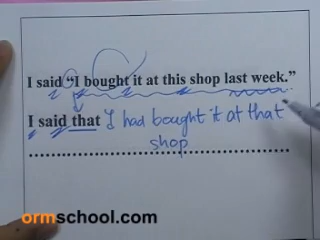 I said “I bought it at this shop last week.”
I said that I had bought it at that
shop
ormschool.com